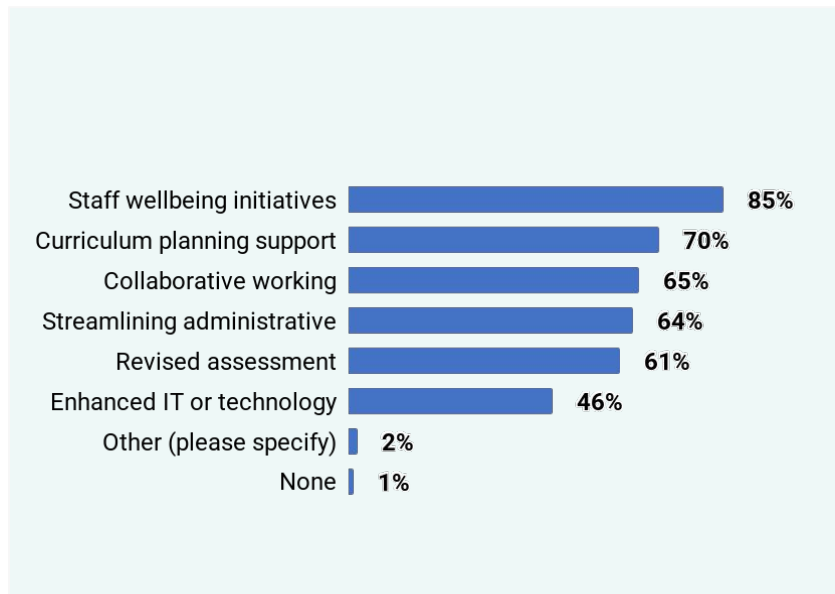 Staff wellbeing initiatives 85%
Curriculum planning support 70%
Collaborative working 65%
Streamlining administrative 64%
Revised assessment 61%
Enhanced IT or technology 46%
Other (please specify) 2%
None 1%